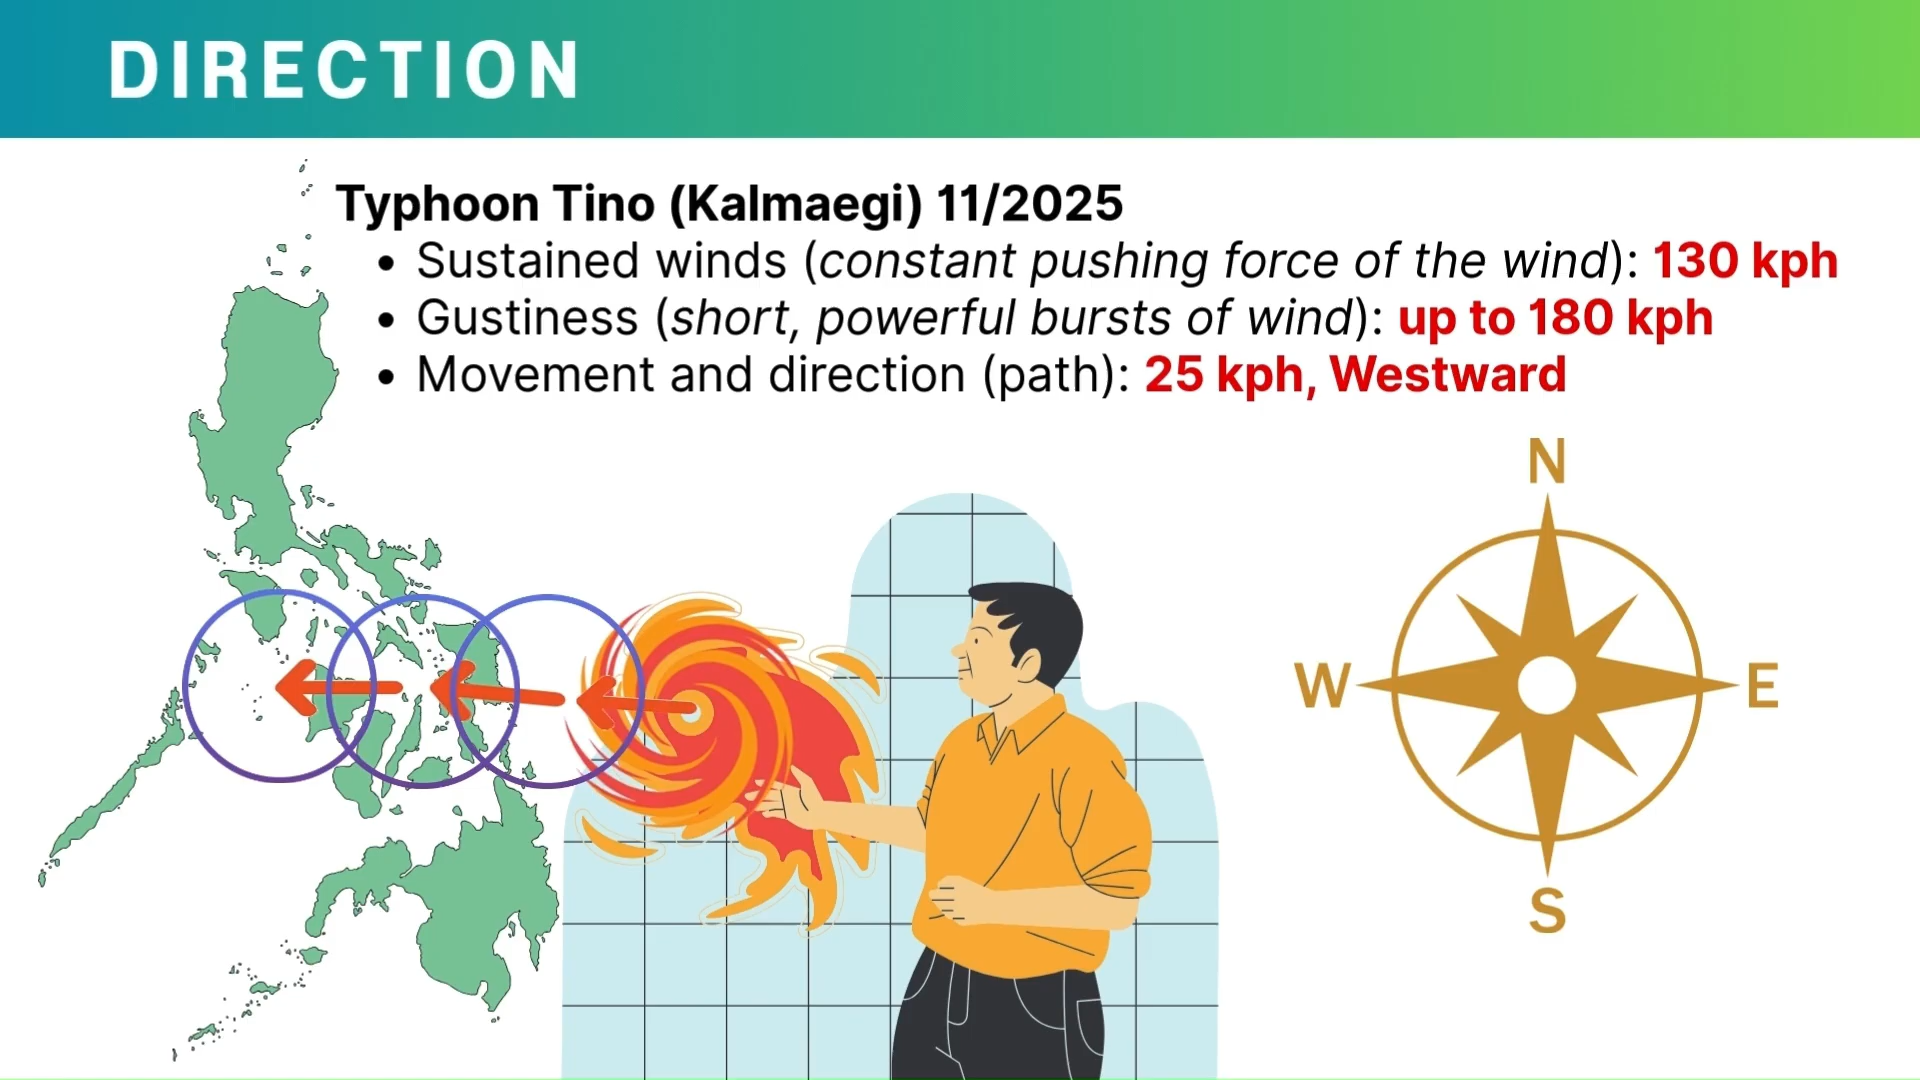 DIRECTION
Typhoon Tino (Kalmaegi) 11/2025
• Sustained winds (constant pushing force of the wind): 130 kph
• Gustiness (short, powerful bursts of wind): up to 180 kph
• Movement and direction (path): 25 kph, Westward
N
W
E
S